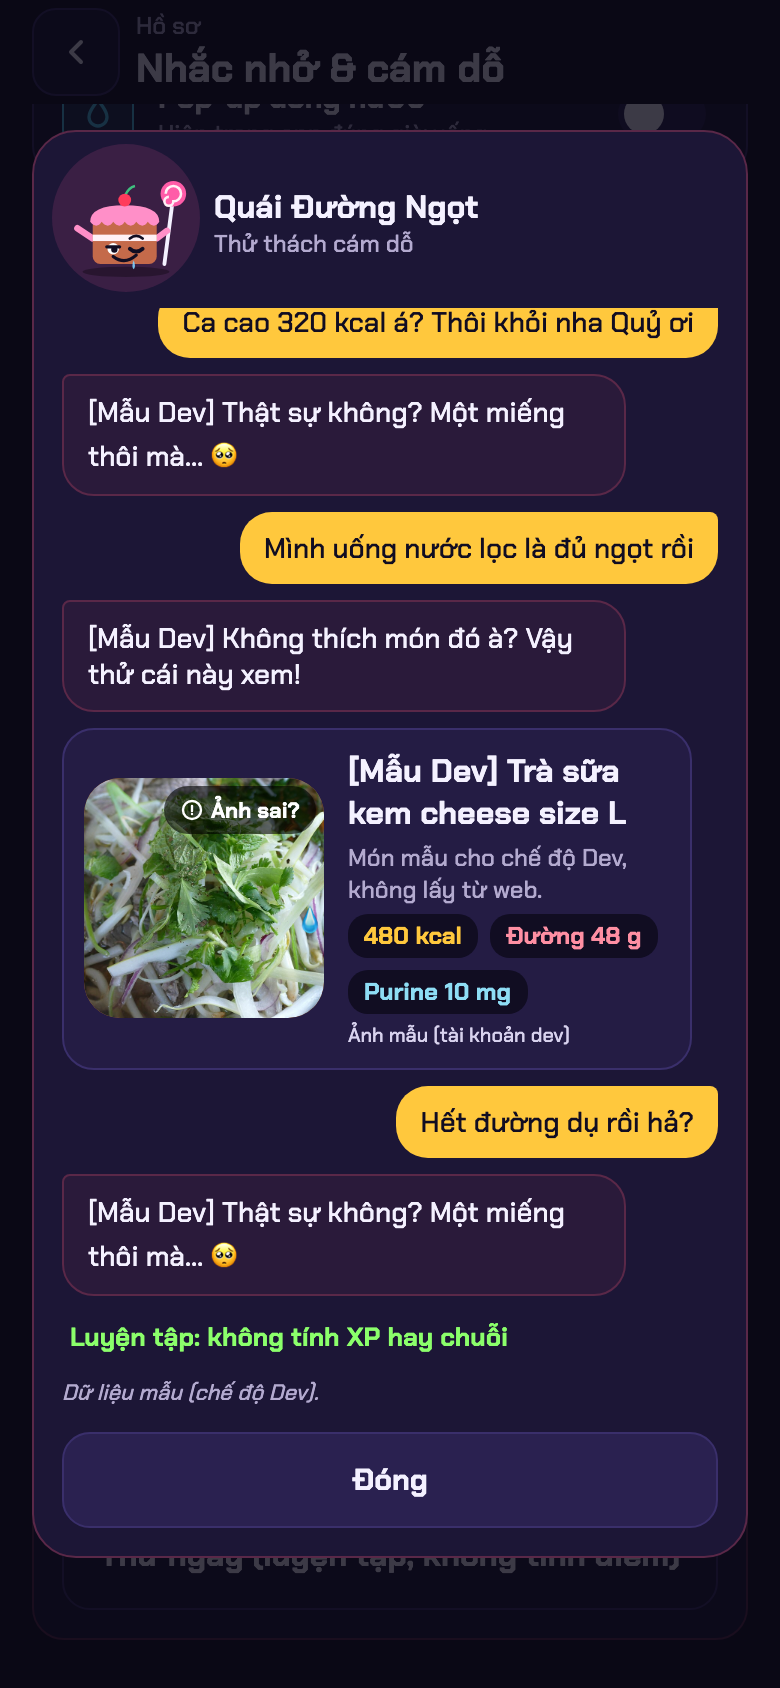 Hồ sơ
Nhắc nhở & cám dỗ
Quái Đường Ngọt
Thử thách cám dỗ
Ca cao 320 kcal á? Thôi khỏi nha Quỷ ơi
[Mẫu Dev] Thật sự không? Một miếng
thôi mà... 🥺
Mình uống nước lọc là đủ ngọt rồi
[Mẫu Dev] Không thích món đó à? Vậy
thử cái này xem!
Ảnh sai?
[Mẫu Dev] Trà sữa
kem cheese size L
Món mẫu cho chế độ Dev,
không lấy từ web.
480 kcal
Đường 48 g
Purine 10 mg
Ảnh mẫu (tài khoản dev)
Hết đường dụ rồi hả?
[Mẫu Dev] Thật sự không? Một miếng
thôi mà... 🥺
Luyện tập: không tính XP hay chuỗi
Dữ liệu mẫu (chế độ Dev).
Đóng